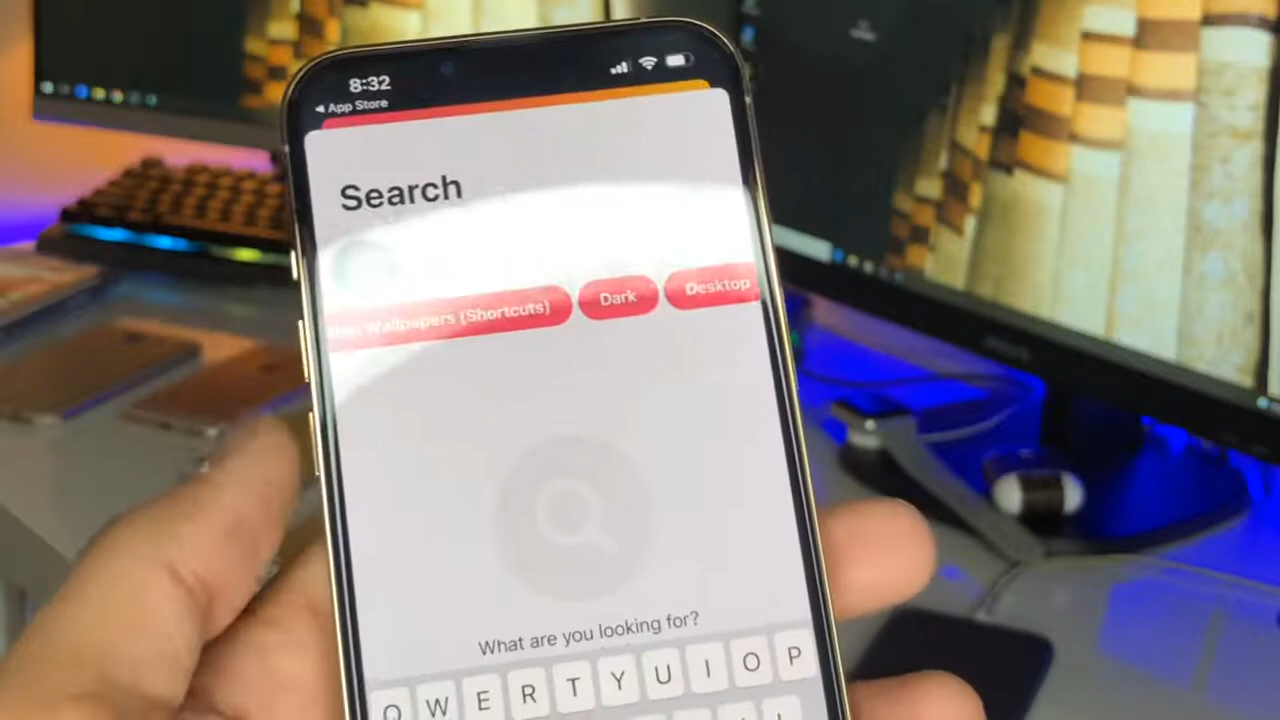 8:32
App Store
Search
Wallpapers (Shortcuts)
Dark
Desktop
What are you looking for?
Q W E R T Y U I O P